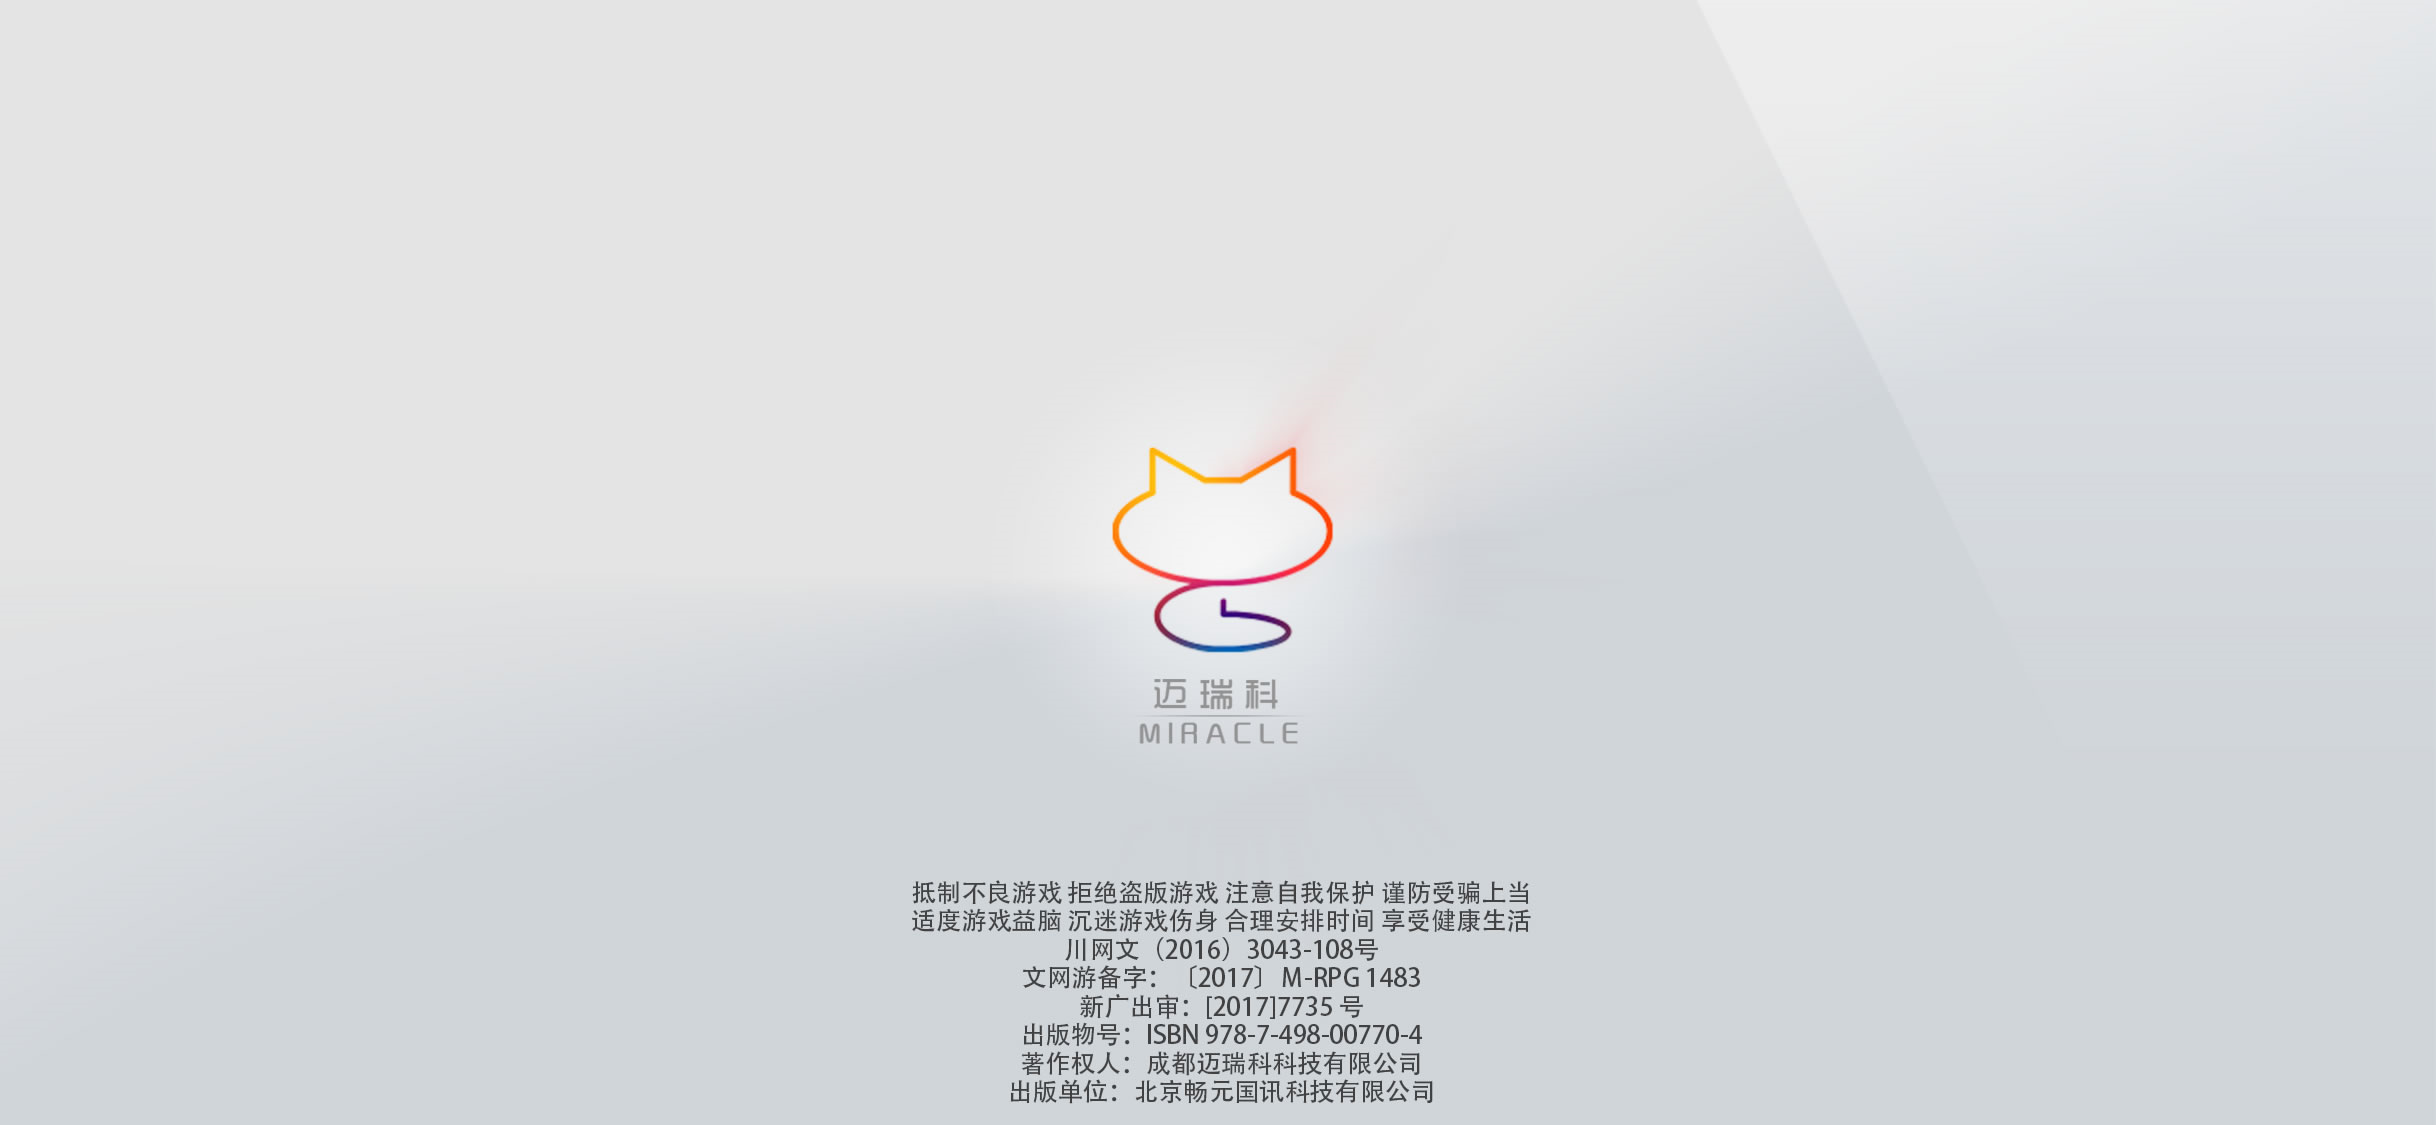 迈瑞科
MIRACLE
抵制不良游戏 拒绝盗版游戏 注意自我保护 谨防受骗上当
适度游戏益脑 沉迷游戏伤身 合理安排时间 享受健康生活
川网文（2016）3043-108号
文网游备字：〔2017〕M-RPG 1483
新广出审：[2017]7735 号
出版物号：ISBN 978-7-498-00770-4
著作权人：成都迈瑞科科技有限公司
出版单位：北京畅元国讯科技有限公司